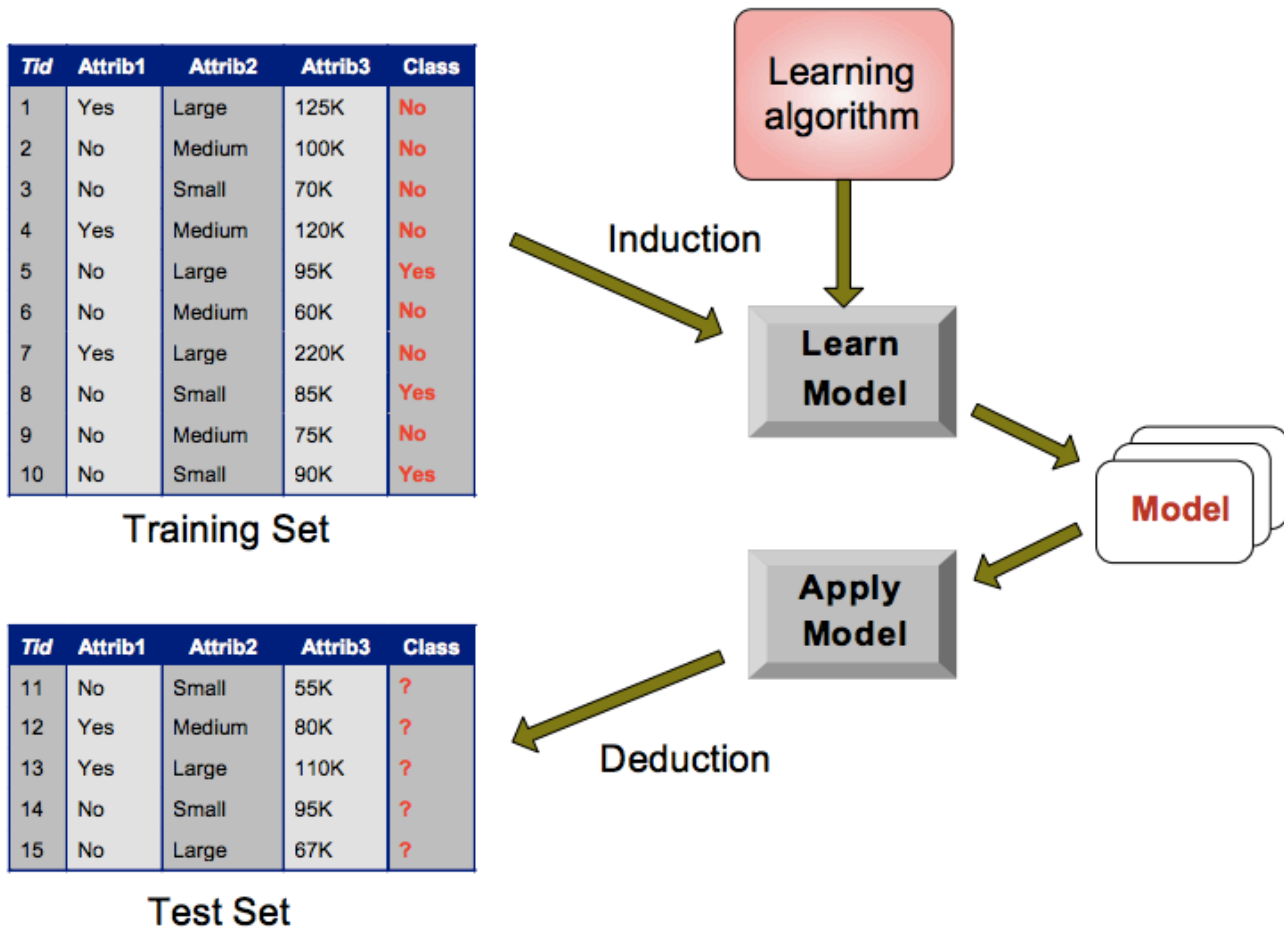 Tid Attrib1 Attrib2 Attrib3 Class
1 Yes Large 125K No
2 No Medium 100K No
3 No Small 70K No
4 Yes Medium 120K No
5 No Large 95K Yes
6 No Medium 60K No
7 Yes Large 220K No
8 No Small 85K Yes
9 No Medium 75K No
10 No Small 90K Yes
Training Set
Learning
algorithm
Induction
Learn
Model
Model
Apply
Model
Deduction
Tid Attrib1 Attrib2 Attrib3 Class
11 No Small 55K ?
12 Yes Medium 80K ?
13 Yes Large 110K ?
14 No Small 95K ?
15 No Large 67K ?
Test Set